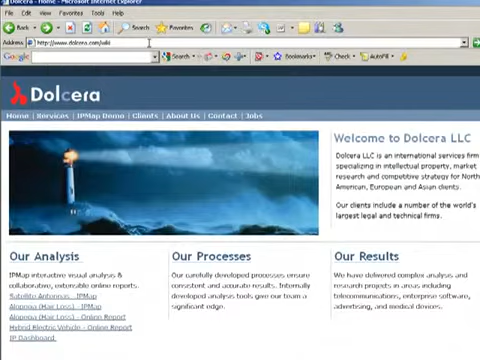 Dolcera - Home - Microsoft Internet Explorer
File Edit View Favorites Tools Help
Back Search Favorites
Address http://www.dolcera.com/wiki
Google Search Bookmarks Check AutoFill
Dolcera
Home | Services | IPMap Demo | Clients | About Us | Contact | Jobs
Welcome to Dolcera LLC
Dolcera LLC is an international services firm
specializing in intellectual property, market
research and competitive strategy for North
American, European and Asian clients.
Our clients include a number of the world's
largest legal and technical firms.
Our Analysis
IPMap interactive visual analysis &
collaborative, extensible online reports.
Satellite Antennas - IPMap
Alopecia (Hair Loss) - IPMap
Alopecia (Hair Loss) - Online Report
Hybrid Electric Vehicle - Online Report
IP Dashboard
Our Processes
Our carefully developed processes ensure
consistent and accurate results. Internally
developed analysis tools give our team a
significant edge.
Our Results
We have delivered complex analysis and
research projects in areas including
telecommunications, enterprise software,
advertising, and medical devices.